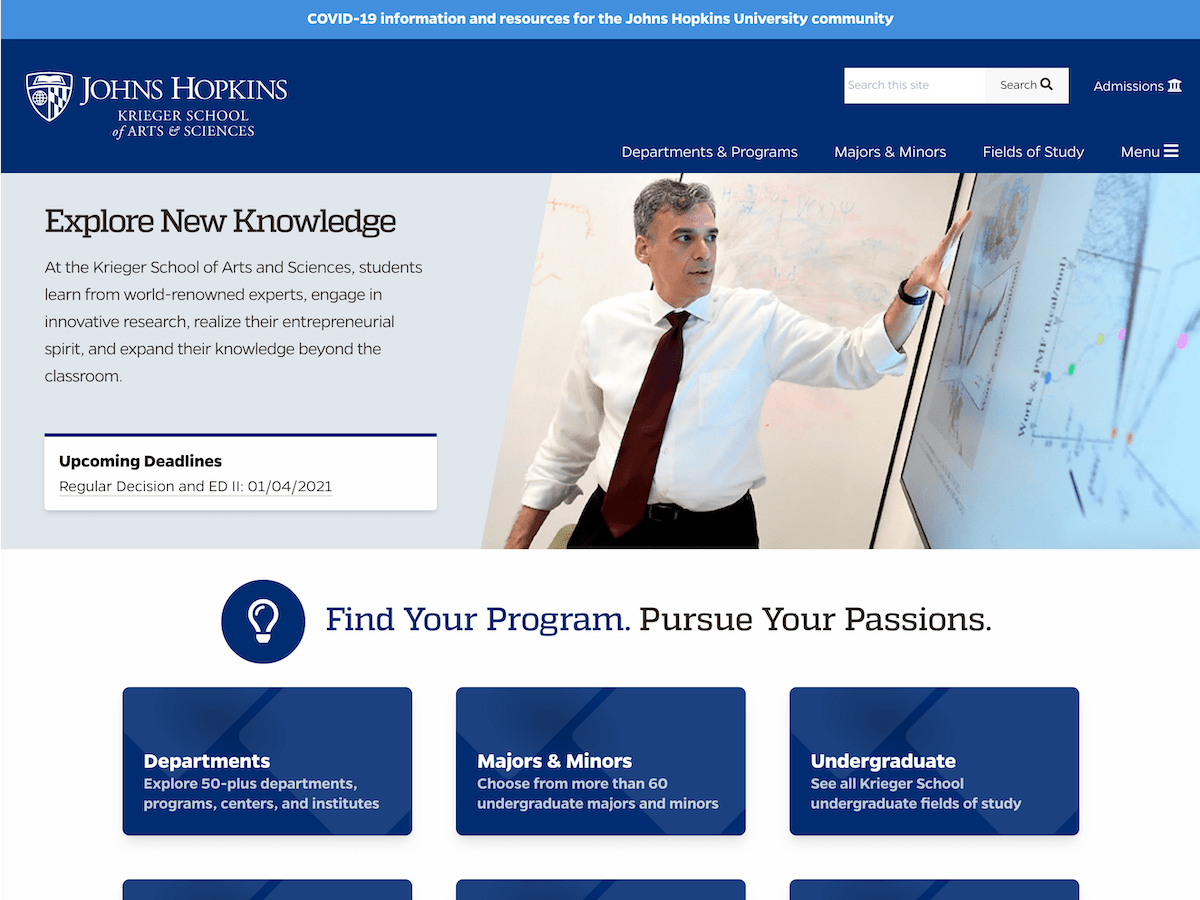 COVID-19 information and resources for the Johns Hopkins University community
JOHNS HOPKINS
KRIEGER SCHOOL
of ARTS & SCIENCES
Search this site
Search
Admissions
Departments & Programs
Majors & Minors
Fields of Study
Menu
Explore New Knowledge
At the Krieger School of Arts and Sciences, students
learn from world-renowned experts, engage in
innovative research, realize their entrepreneurial
spirit, and expand their knowledge beyond the
classroom.
Upcoming Deadlines
Regular Decision and ED II: 01/04/2021
Work & PMF (kcal/mol)
Find Your Program. Pursue Your Passions.
Departments
Explore 50-plus departments,
programs, centers, and institutes
Majors & Minors
Choose from more than 60
undergraduate majors and minors
Undergraduate
See all Krieger School
undergraduate fields of study